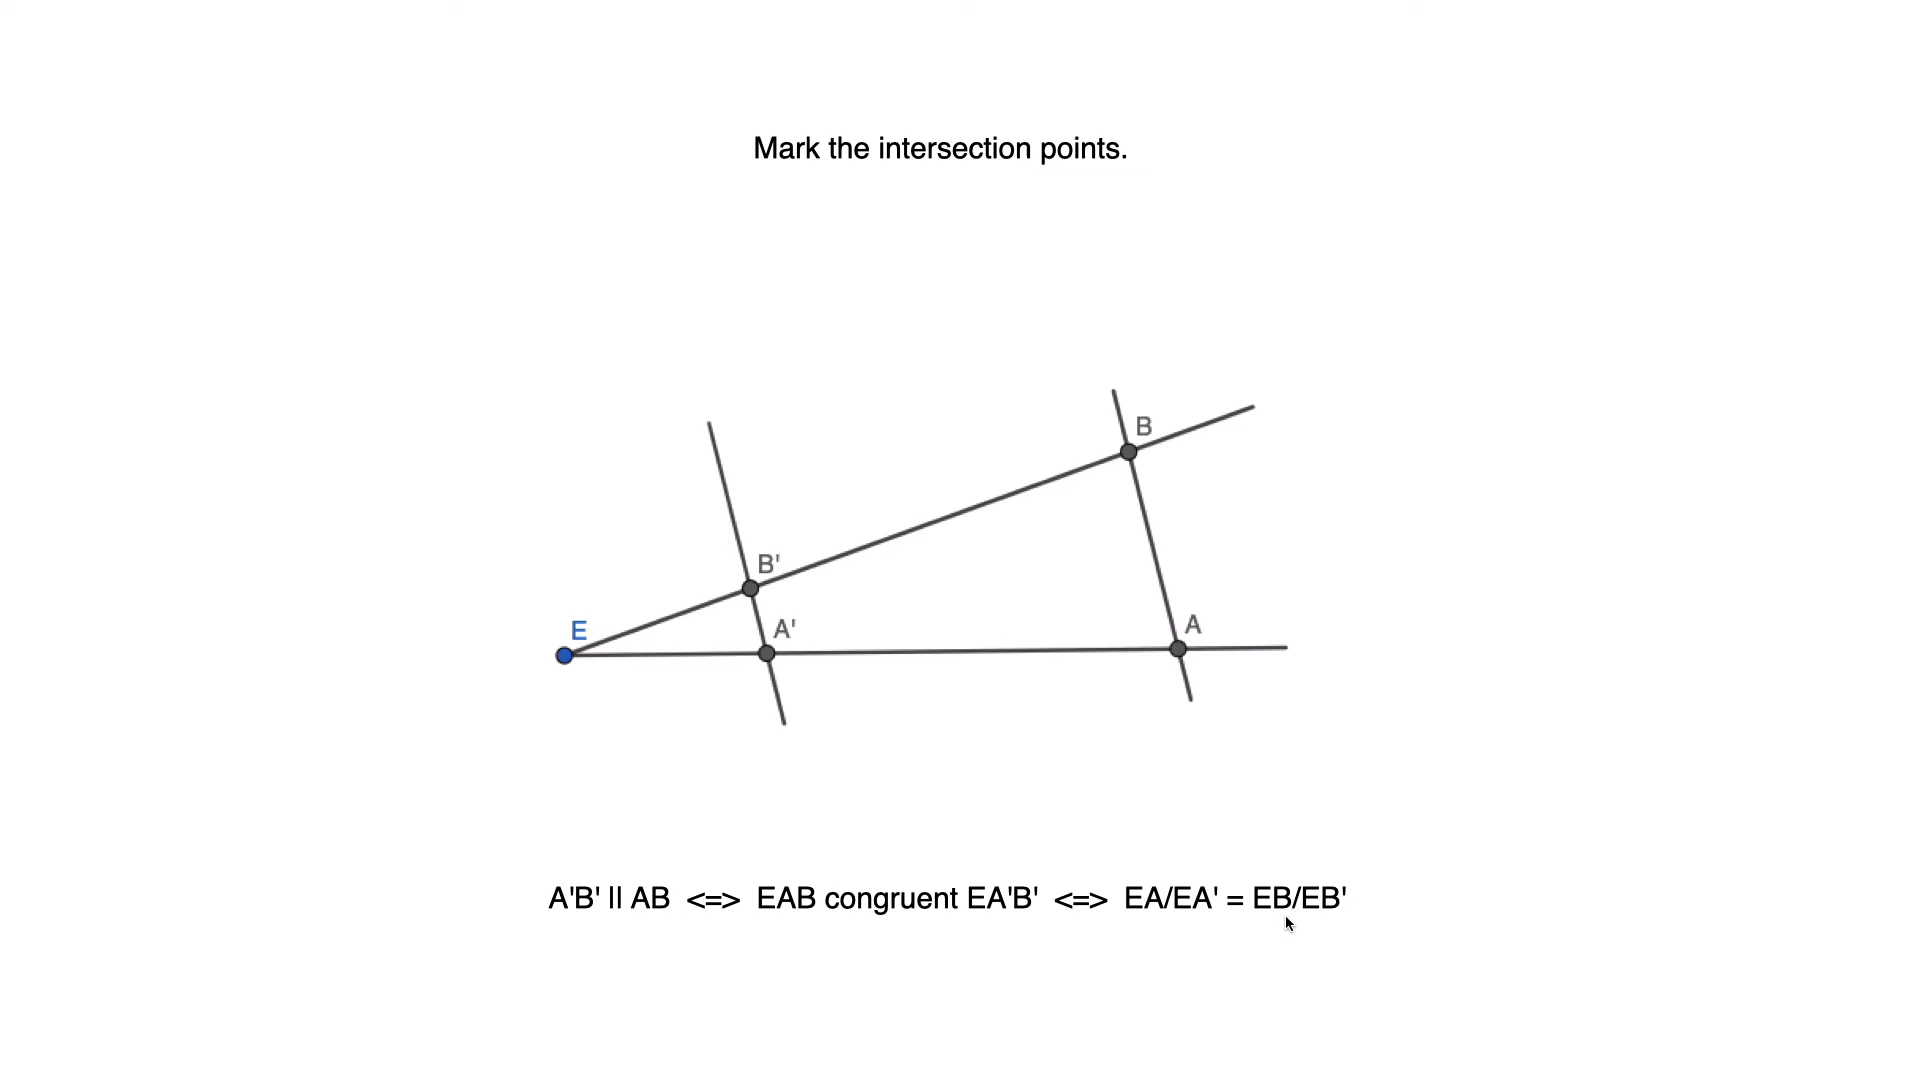 Mark the intersection points.
B
B'
E
A'
A
A'B' || AB <=> EAB congruent EA'B' <=> EA/EA' = EB/EB'